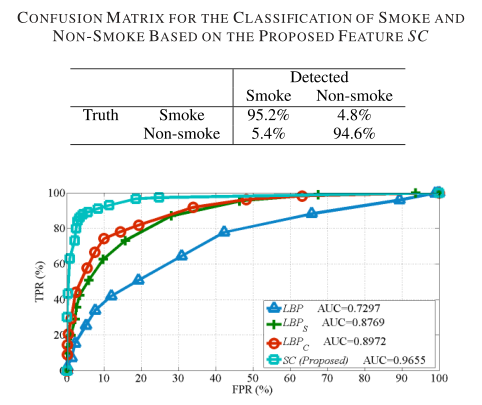 CONFUSION MATRIX FOR THE CLASSIFICATION OF SMOKE AND
NON-SMOKE BASED ON THE PROPOSED FEATURE SC
Detected
Smoke Non-smoke
Truth Smoke 95.2% 4.8%
Non-smoke 5.4% 94.6%
100
80
60
40
20
0
TPR (%)
LBP AUC=0.7297
LBP_S AUC=0.8769
LBP_C AUC=0.8972
SC (Proposed) AUC=0.9655
0 10 20 30 40 50 60 70 80 90 100
FPR (%)